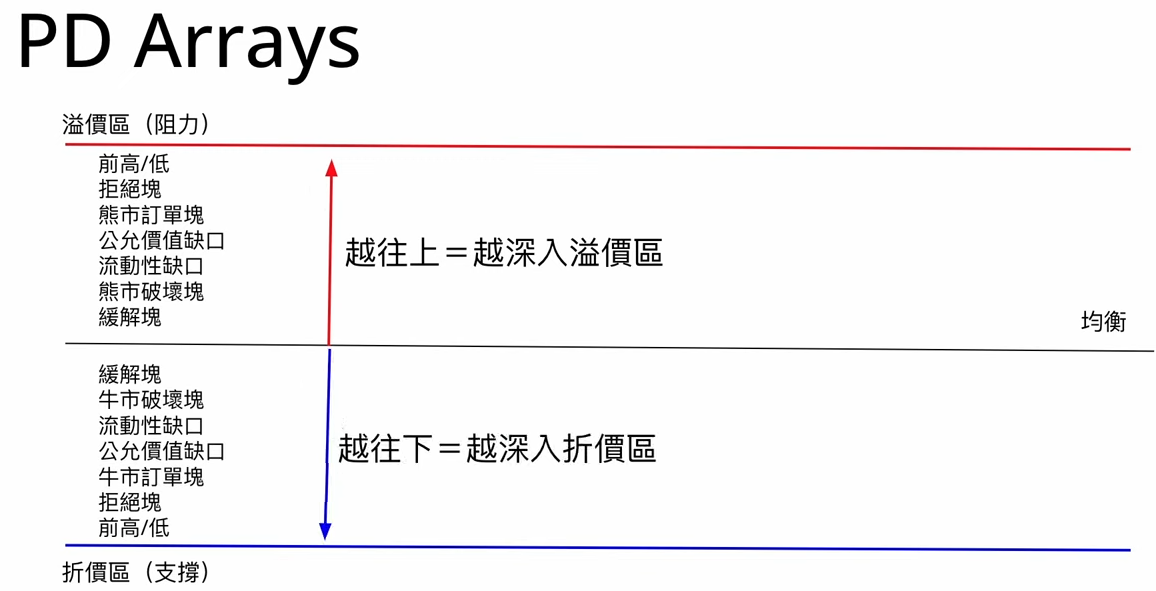 PD Arrays
溢價區（阻力）
前高/低
拒絕塊
熊市訂單塊
公允價值缺口
流動性缺口
熊市破壞塊
緩解塊
越往上＝越深入溢價區
均衡
緩解塊
牛市破壞塊
流動性缺口
公允價值缺口
牛市訂單塊
拒絕塊
前高/低
越往下＝越深入折價區
折價區（支撐）